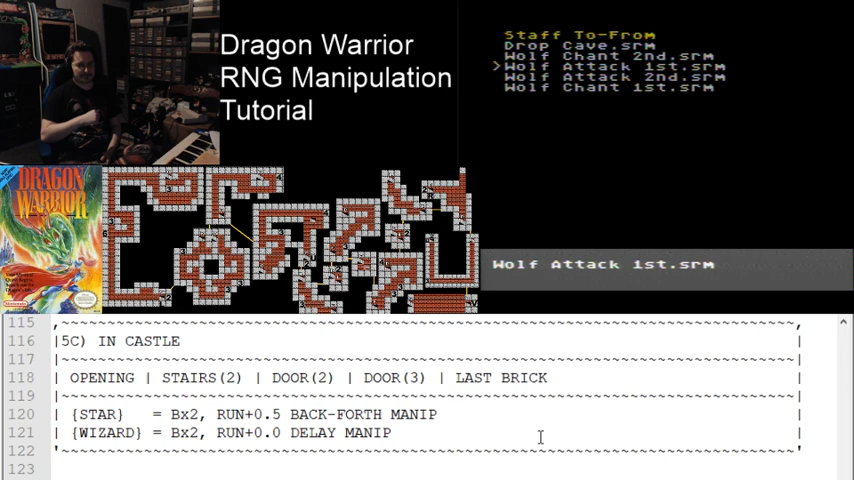 Dragon Warrior
RNG Manipulation
Tutorial
Staff To-From
Drop Cave.srm
Wolf Chant 2nd.srm
>Wolf Attack 1st.srm
Wolf Attack 2nd.srm
Wolf Chant 1st.srm
DRAGON
WARRIOR
Nintendo
Wolf Attack 1st.srm
115 ,~~~~~~~~~~~~~~~~~~~~~~~~~~~~~~~~~~~~~~~~~~~~~~~~~~~~~~~~~~~~~~~~~~~~~~~~~~~~~~~~,
116 |5C) IN CASTLE |
117 |~~~~~~~~~~~~~~~~~~~~~~~~~~~~~~~~~~~~~~~~~~~~~~~~~~~~~~~~~~~~~~~~~~~~~~~~~~~~~~~~|
118 | OPENING | STAIRS(2) | DOOR(2) | DOOR(3) | LAST BRICK |
119 |~~~~~~~~~~~~~~~~~~~~~~~~~~~~~~~~~~~~~~~~~~~~~~~~~~~~~~~~~~~~~~~~~~~~~~~~~~~~~~~~|
120 | {STAR} = Bx2, RUN+0.5 BACK-FORTH MANIP |
121 | {WIZARD} = Bx2, RUN+0.0 DELAY MANIP |
122 '~~~~~~~~~~~~~~~~~~~~~~~~~~~~~~~~~~~~~~~~~~~~~~~~~~~~~~~~~~~~~~~~~~~~~~~~~~~~~~~~'
123